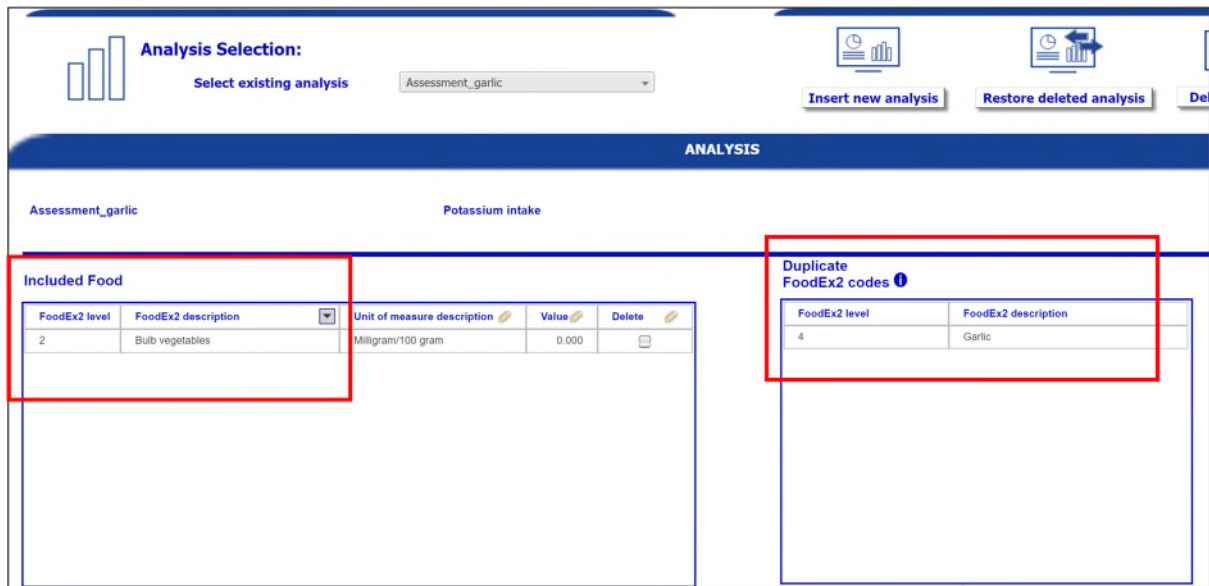 Analysis Selection:
Select existing analysis Assessment_garlic
Insert new analysis Restore deleted analysis
ANALYSIS
Assessment_garlic Potassium intake
Included Food
FoodEx2 level FoodEx2 description Unit of measure description Value Delete
2 Bulb vegetables Milligram/100 gram 0.000
Duplicate
FoodEx2 codes
FoodEx2 level FoodEx2 description
4 Garlic